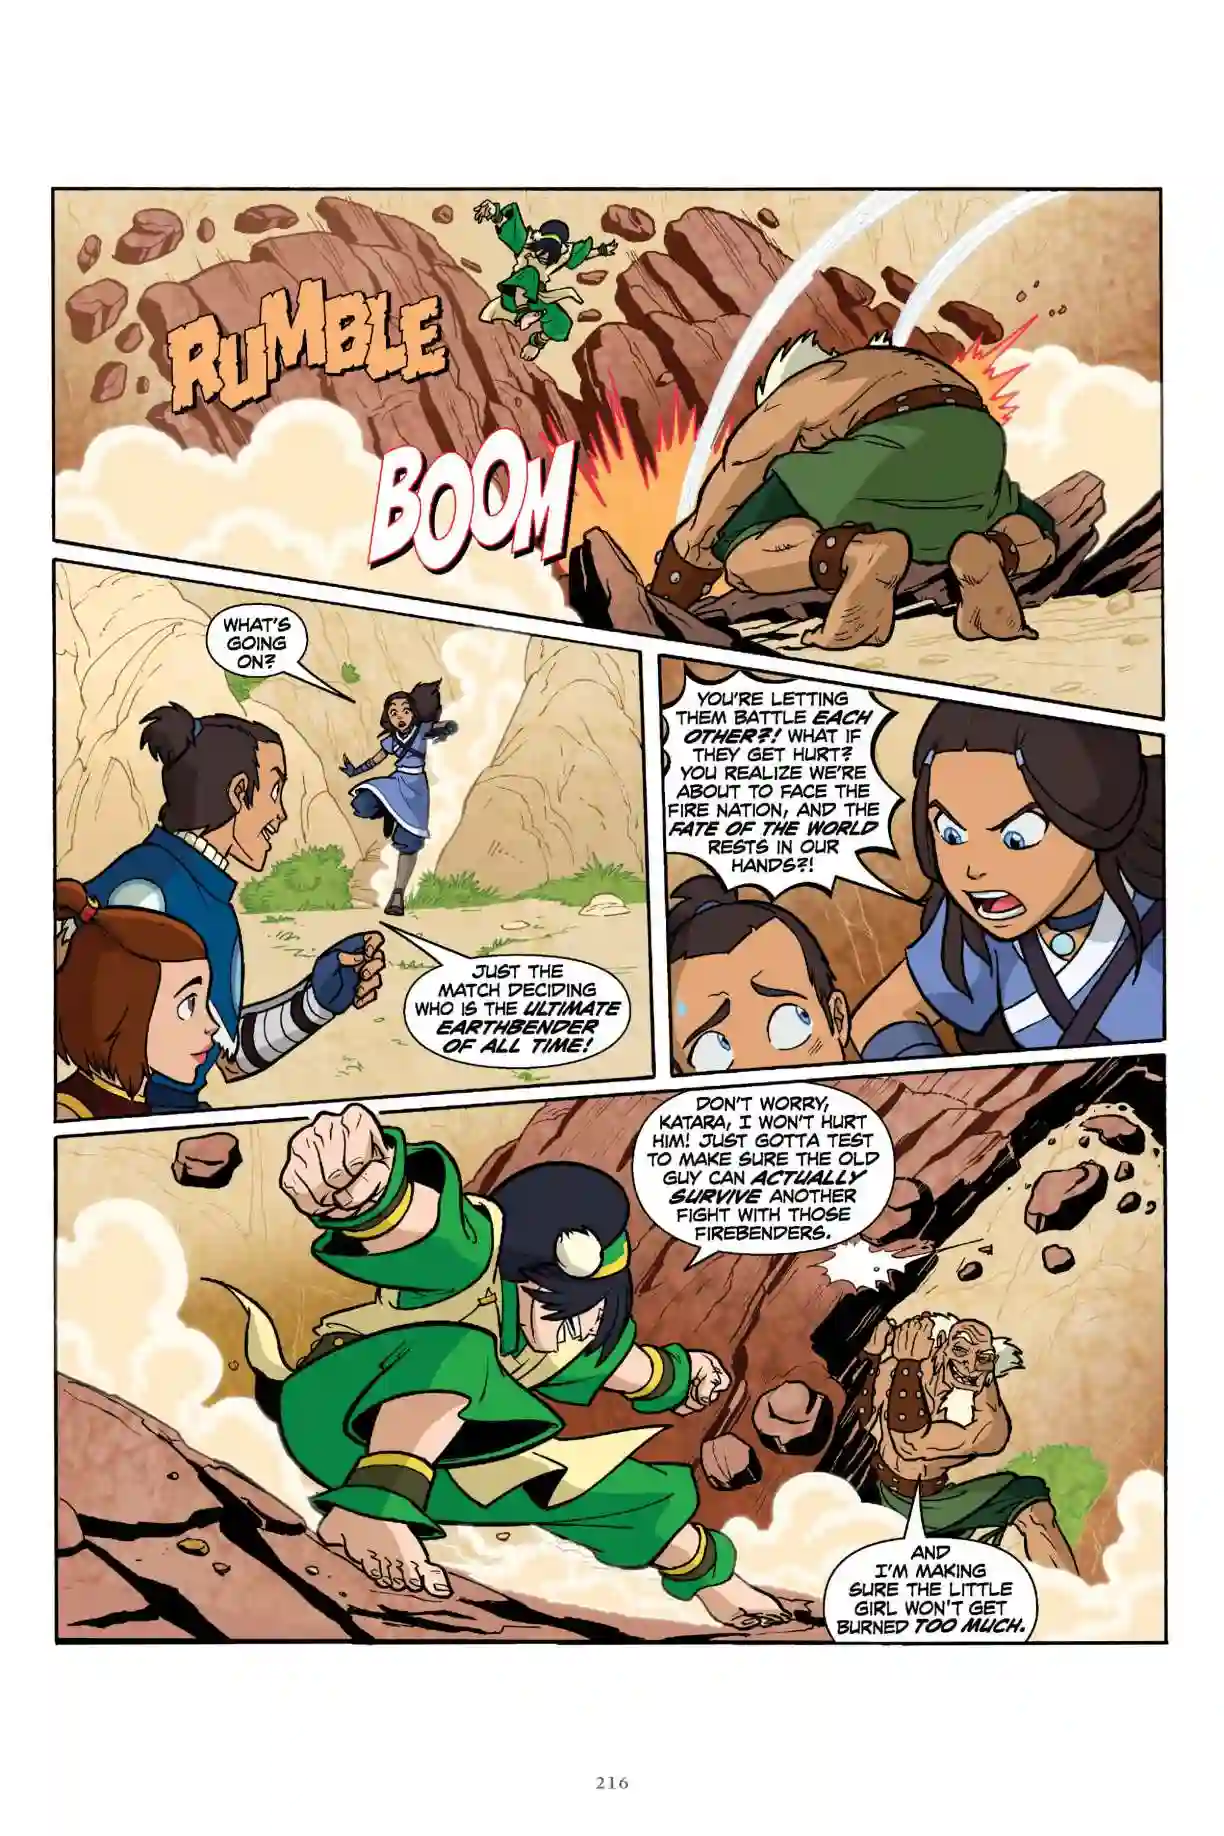 RUMBLE
BOOM
WHAT'S
GOING
ON?
JUST THE
MATCH DECIDING
WHO IS THE ULTIMATE
EARTHBENDER
OF ALL TIME!
YOU'RE LETTING
THEM BATTLE EACH
OTHER?! WHAT IF
THEY GET HURT?
YOU REALIZE WE'RE
ABOUT TO FACE THE
FIRE NATION, AND THE
FATE OF THE WORLD
RESTS IN OUR
HANDS?!
DON'T WORRY,
KATARA, I WON'T HURT
HIM! JUST GOTTA TEST
TO MAKE SURE THE OLD
GUY CAN ACTUALLY
SURVIVE ANOTHER
FIGHT WITH THOSE
FIREBENDERS.
AND
I'M MAKING
SURE THE LITTLE
GIRL WON'T GET
BURNED TOO MUCH.
216